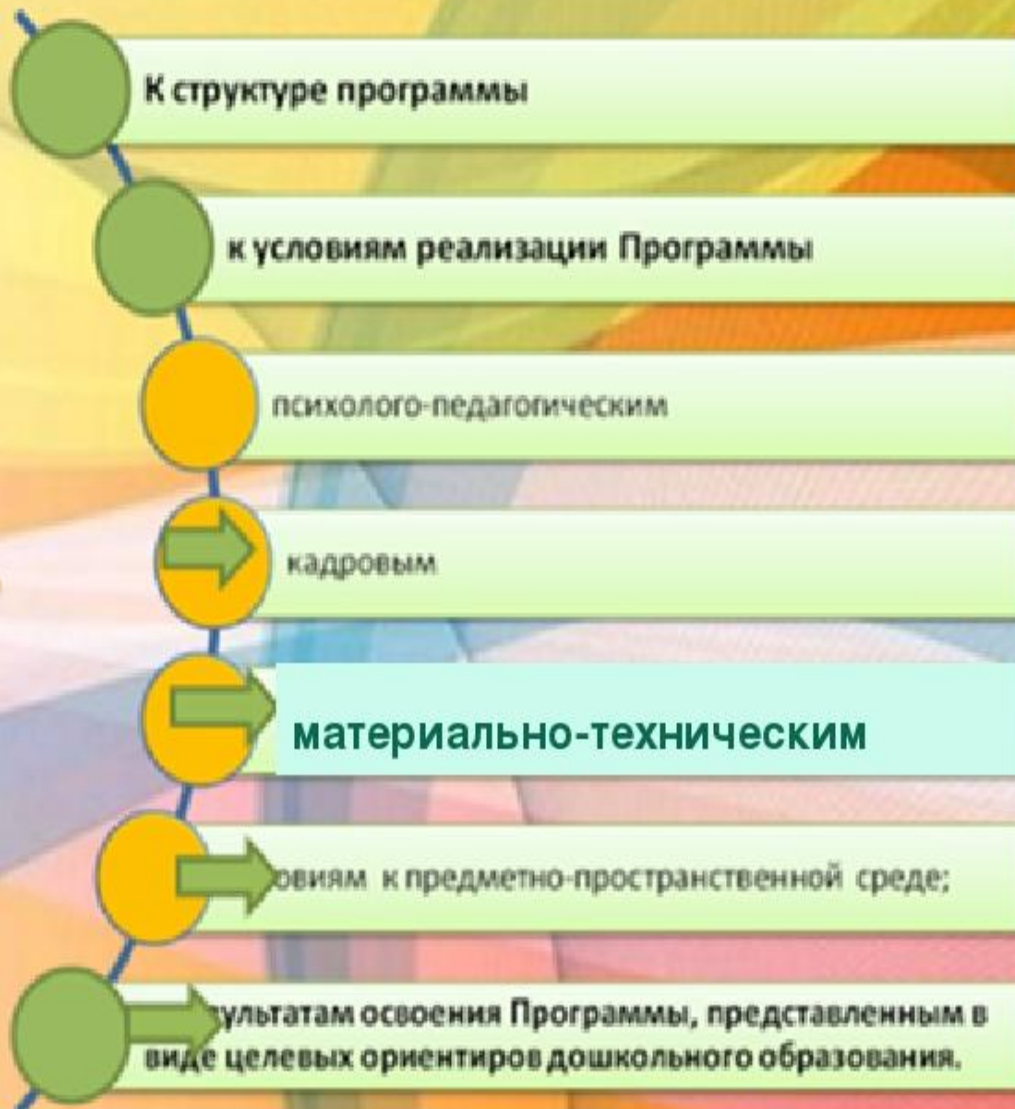 К структуре программы
к условиям реализации Программы
психолого-педагогическим
кадровым
материально-техническим
овиям к предметно-пространственной среде;
ультатам освоения Программы, представленным в
виде целевых ориентиров дошкольного образования.